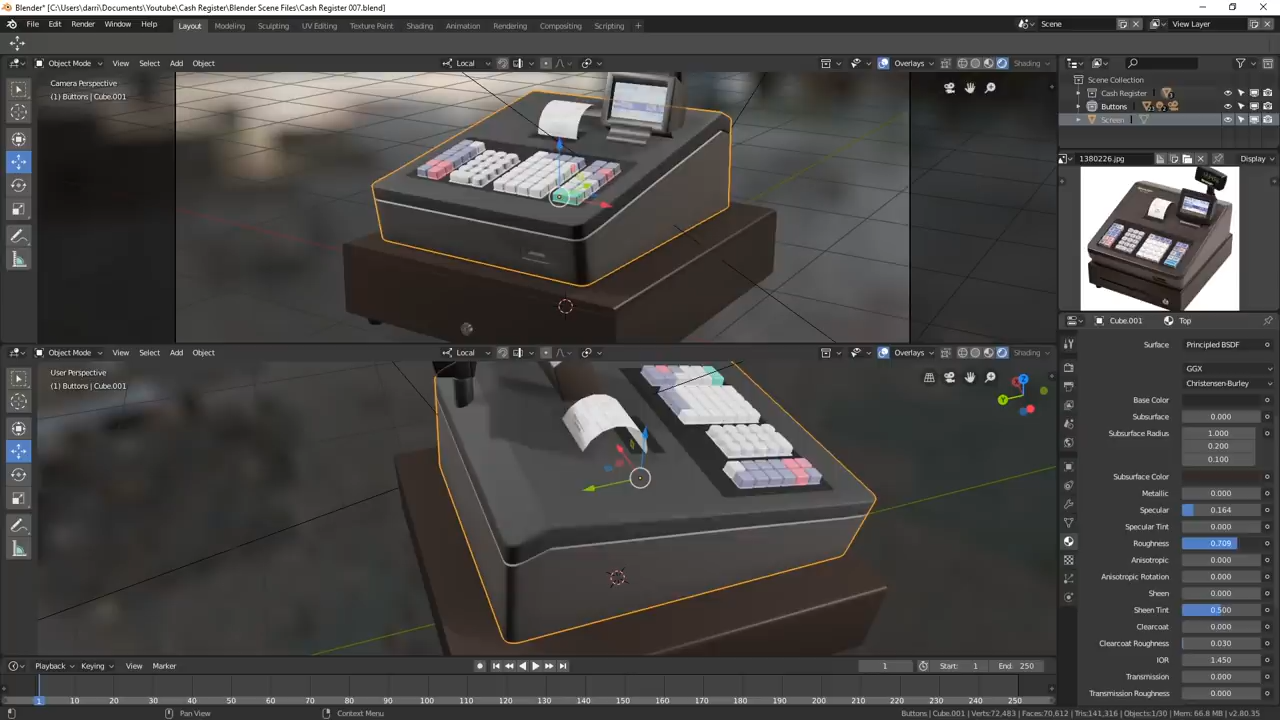 Blender* [C:\Users\darri\Documents\Youtube\Cash Register\Blender Scene Files\Cash Register 007.blend]
File Edit Render Window Help Layout Modeling Sculpting UV Editing Texture Paint Shading Animation Rendering Compositing Scripting + Scene View Layer
Object Mode View Select Add Object Local Overlays Shading
Camera Perspective
(1) Buttons | Cube.001
Scene Collection
Cash Register
Buttons
Screen
1380226.jpg Display
Object Mode View Select Add Object Local Overlays Shading
User Perspective
(1) Buttons | Cube.001
Z
Y
Cube.001 Top
Surface Principled BSDF
GGX
Christensen-Burley
Base Color
Subsurface 0.000
Subsurface Radius 1.000
0.200
0.100
Subsurface Color
Metallic 0.000
Specular 0.164
Specular Tint 0.000
Roughness 0.709
Anisotropic 0.000
Anisotropic Rotation 0.000
Sheen 0.000
Sheen Tint 0.500
Clearcoat 0.000
Clearcoat Roughness 0.030
IOR 1.450
Transmission 0.000
Transmission Roughness 0.000
Playback Keying View Marker 1 Start: 1 End: 250
1 10 20 30 40 50 60 70 80 90 100 110 120 130 140 150 160 170 180 190 200 210 220 230 240 250
Pan View Context Menu Buttons | Cube.001 | Verts:72,483 | Faces:70,612 | Tris:141,316 | Objects:1/30 | Mem: 66.8 MB | v2.80.35